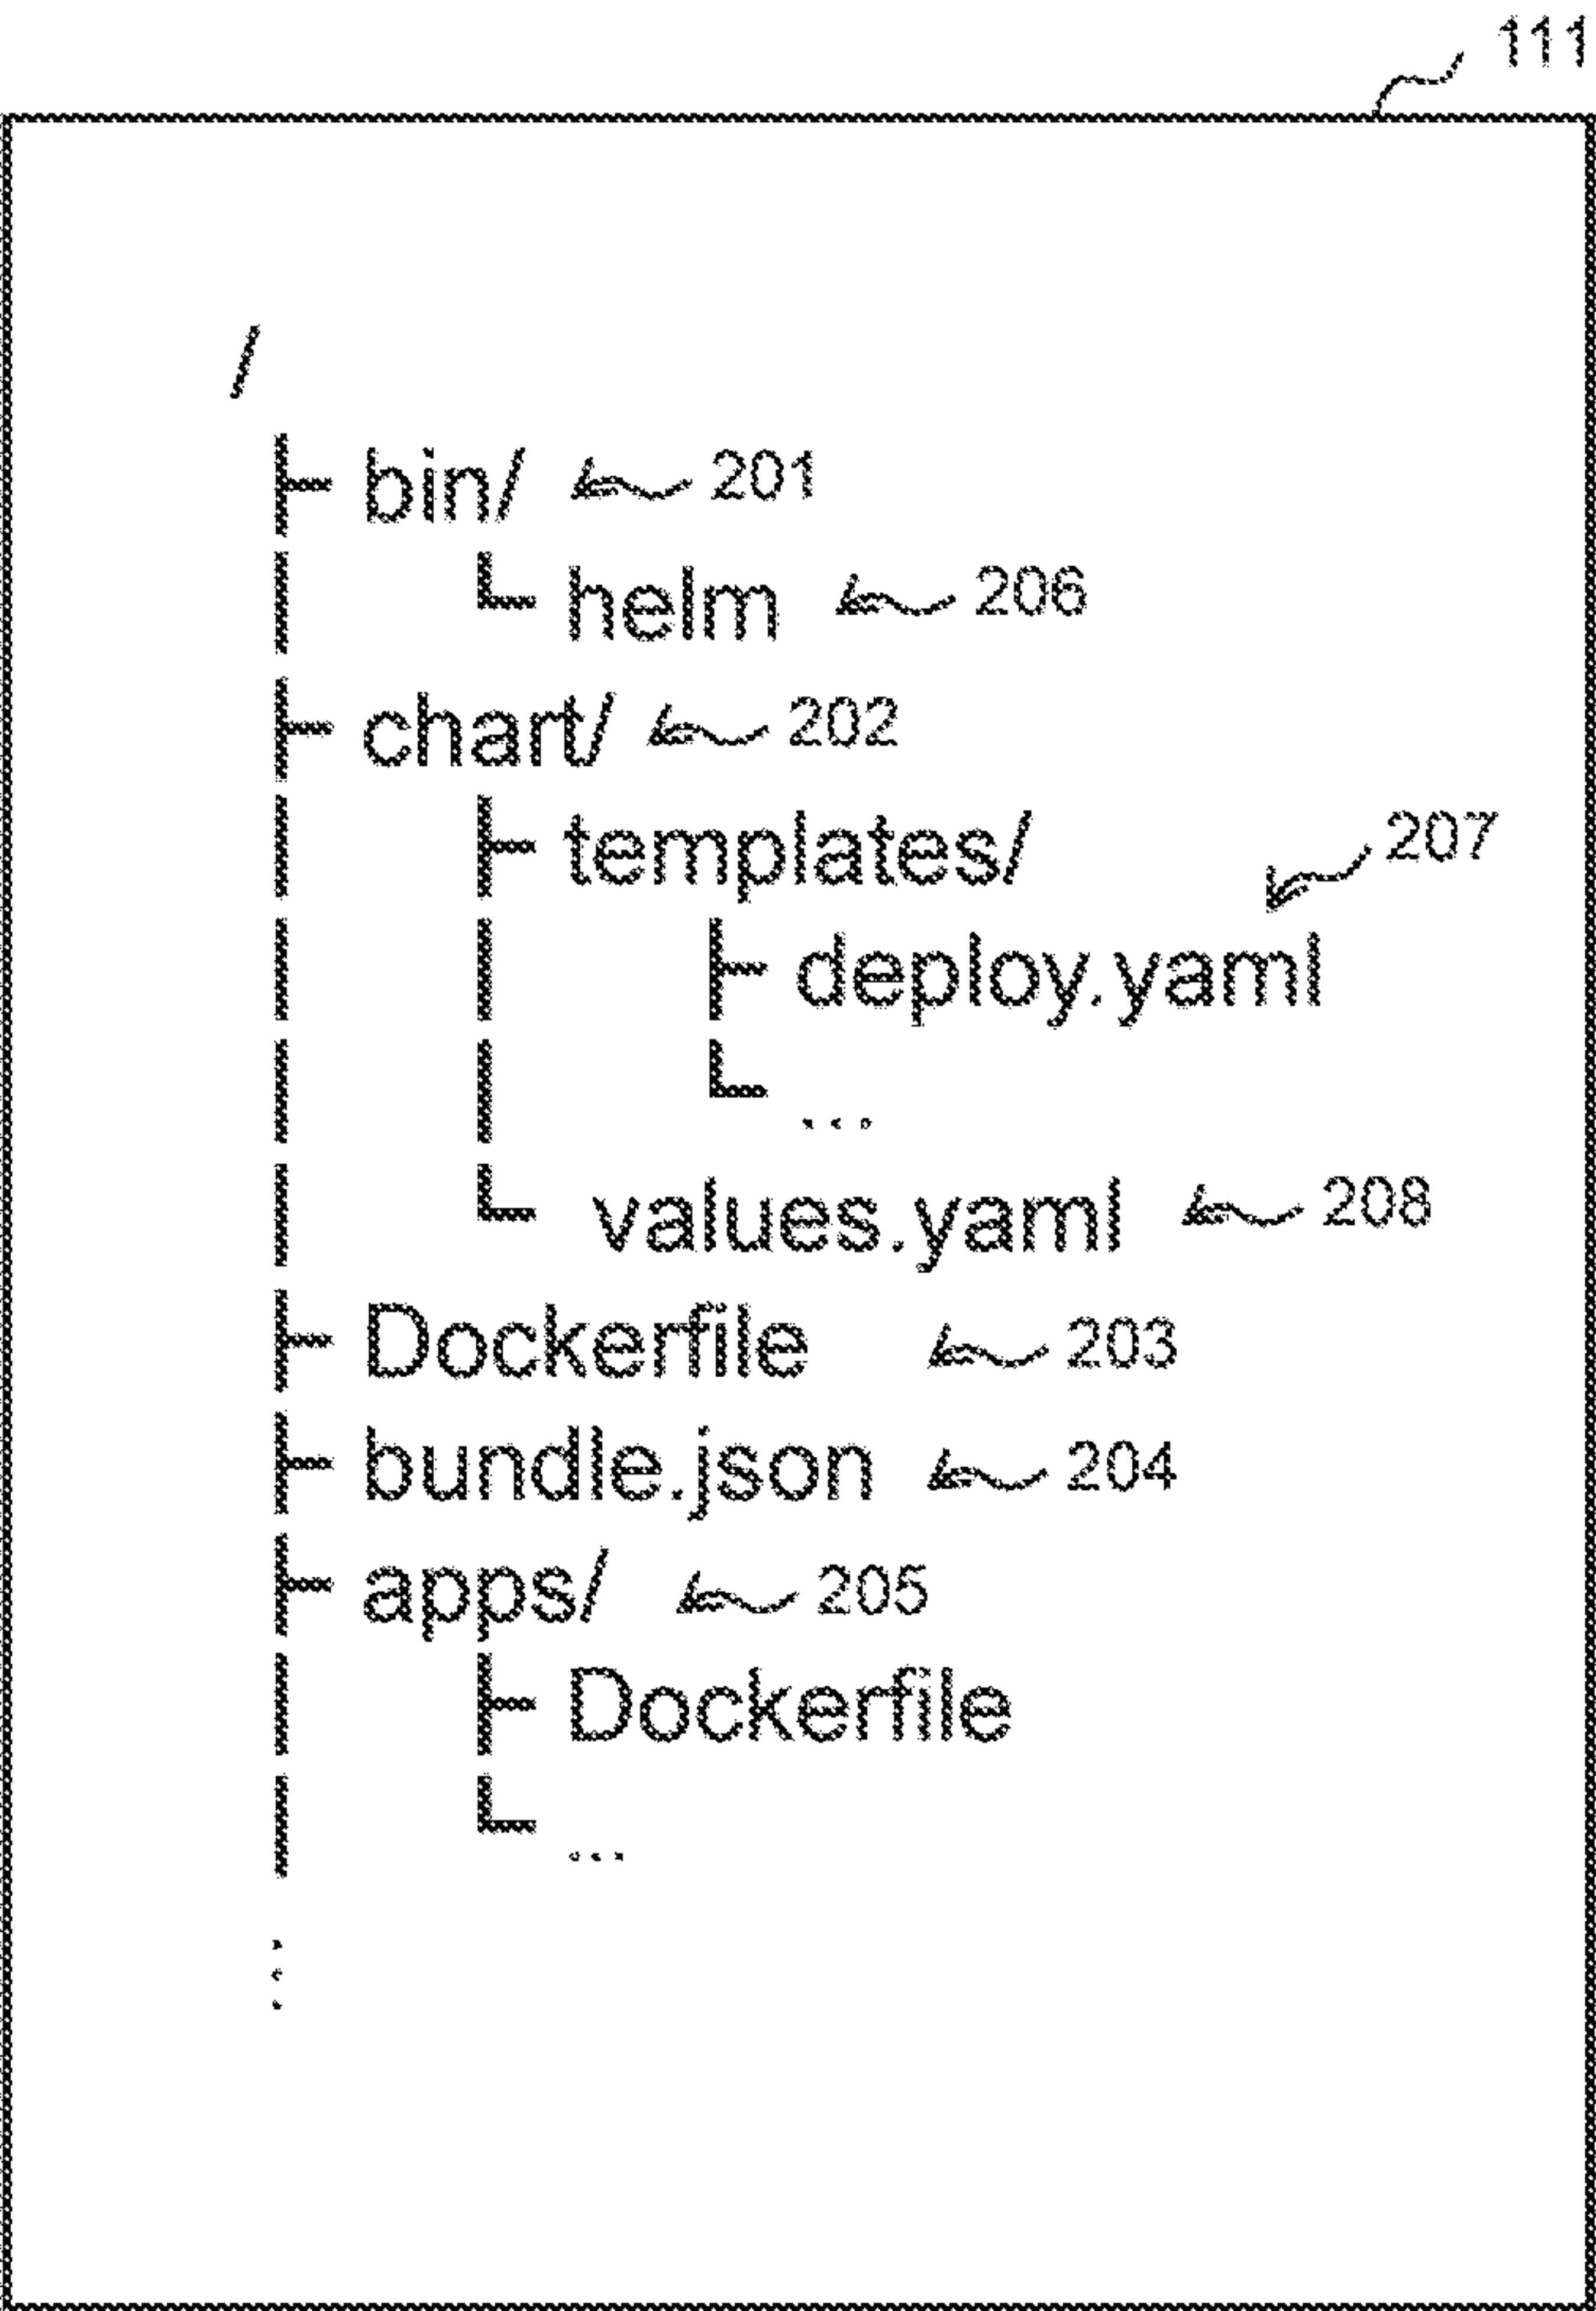 111
/
├ bin/ 201
└ helm 206
├ chart/ 202
├ templates/ 207
├ deploy.yaml
└ ...
└ values.yaml 208
├ Dockerfile 203
├ bundle.json 204
├ apps/ 205
├ Dockerfile
└ ...
⋮